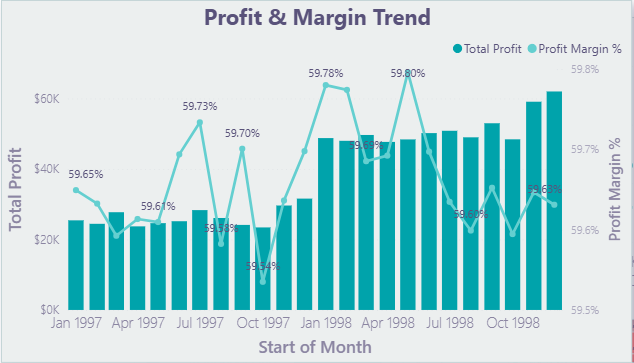 Profit & Margin Trend
Total Profit Profit Margin %
59.8%
59.78%
59.80%
$60K
59.73%
59.70%
59.7%
59.69%
$40K
59.65%
59.61%
59.63%
59.58%
59.60%
59.6%
$20K
59.54%
$0K
59.5%
Jan 1997 Apr 1997 Jul 1997 Oct 1997 Jan 1998 Apr 1998 Jul 1998 Oct 1998
Total Profit
Profit Margin %
Start of Month